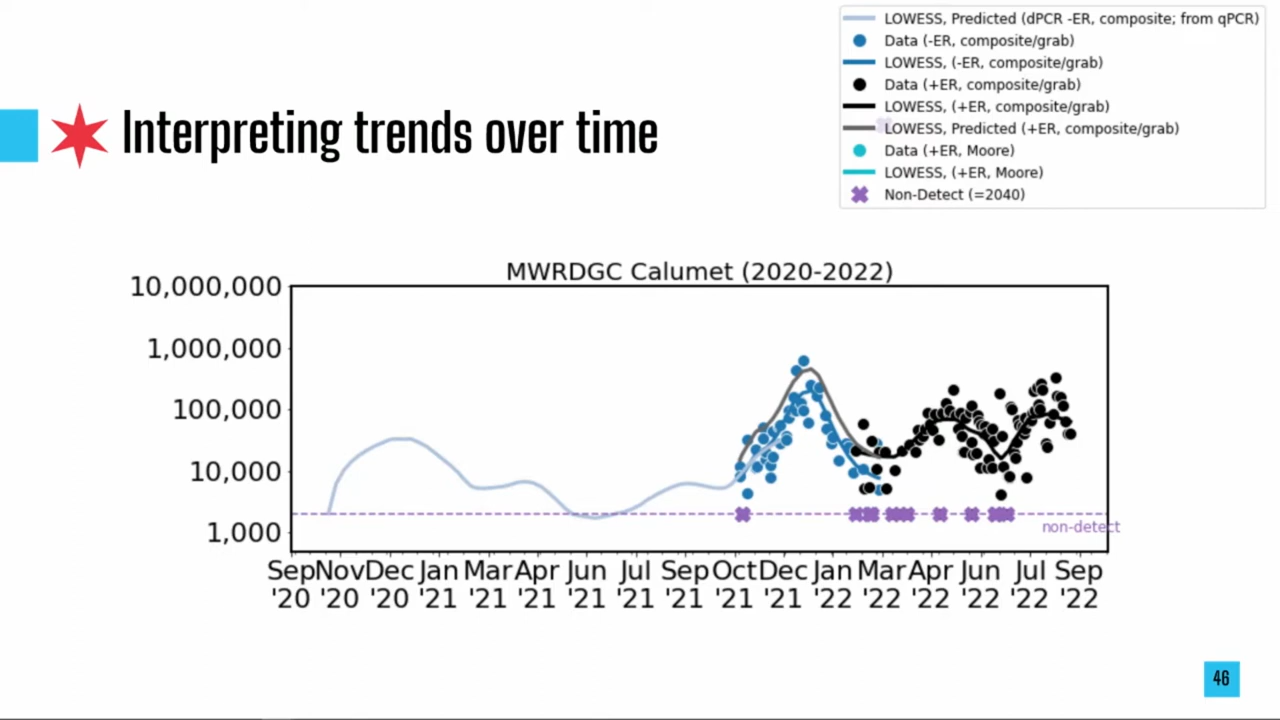 LOWESS, Predicted (dPCR -ER, composite; from qPCR)
Data (-ER, composite/grab)
LOWESS, (-ER, composite/grab)
Data (+ER, composite/grab)
LOWESS, (+ER, composite/grab)
LOWESS, Predicted (+ER, composite/grab)
Data (+ER, Moore)
LOWESS, (+ER, Moore)
Non-Detect (=2040)
Interpreting trends over time
MWRDGC Calumet (2020-2022)
10,000,000
1,000,000
100,000
10,000
1,000
non-detect
Sep Nov Dec Jan Mar Apr Jun Jul Sep Oct Dec Jan Mar Apr Jun Jul Sep
'20 '20 '20 '21 '21 '21 '21 '21 '21 '21 '21 '22 '22 '22 '22 '22 '22
46